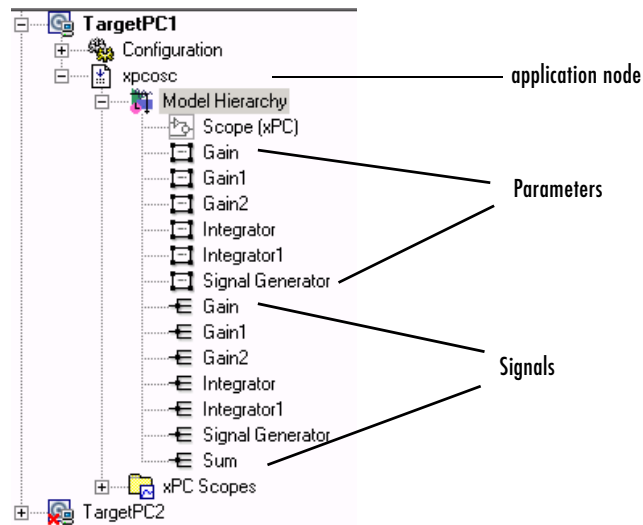 TargetPC1
Configuration
xpcosc
application node
Model Hierarchy
Scope (xPC)
Gain
Gain1
Parameters
Gain2
Integrator
Integrator1
Signal Generator
Gain
Gain1
Gain2
Signals
Integrator
Integrator1
Signal Generator
Sum
xPC Scopes
TargetPC2